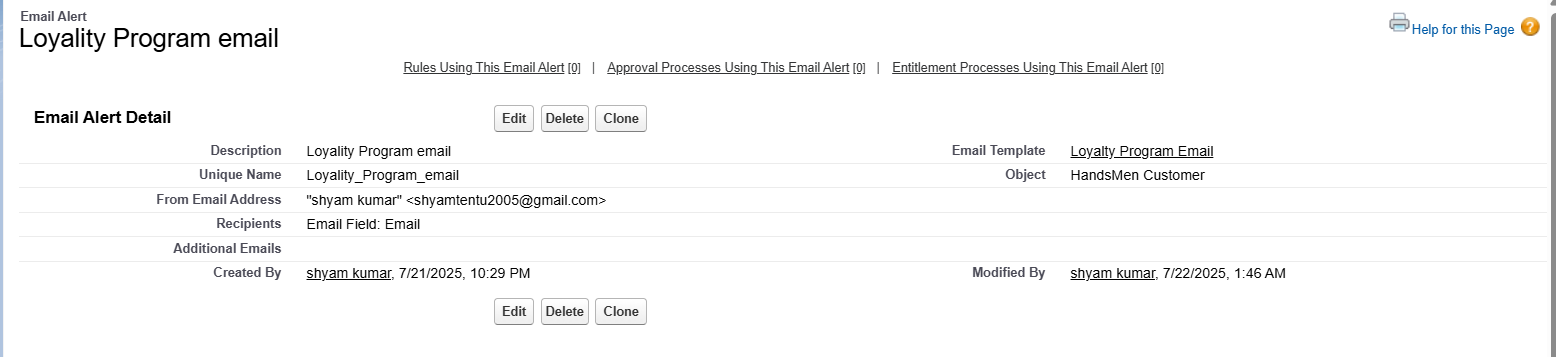 Email Alert
Loyality Program email
Help for this Page ?
Rules Using This Email Alert [0] | Approval Processes Using This Email Alert [0] | Entitlement Processes Using This Email Alert [0]
Email Alert Detail Edit Delete Clone
Description Loyality Program email Email Template Loyalty Program Email
Unique Name Loyality_Program_email Object HandsMen Customer
From Email Address "shyam kumar" <shyamtentu2005@gmail.com>
Recipients Email Field: Email
Additional Emails
Created By shyam kumar, 7/21/2025, 10:29 PM Modified By shyam kumar, 7/22/2025, 1:46 AM
Edit Delete Clone